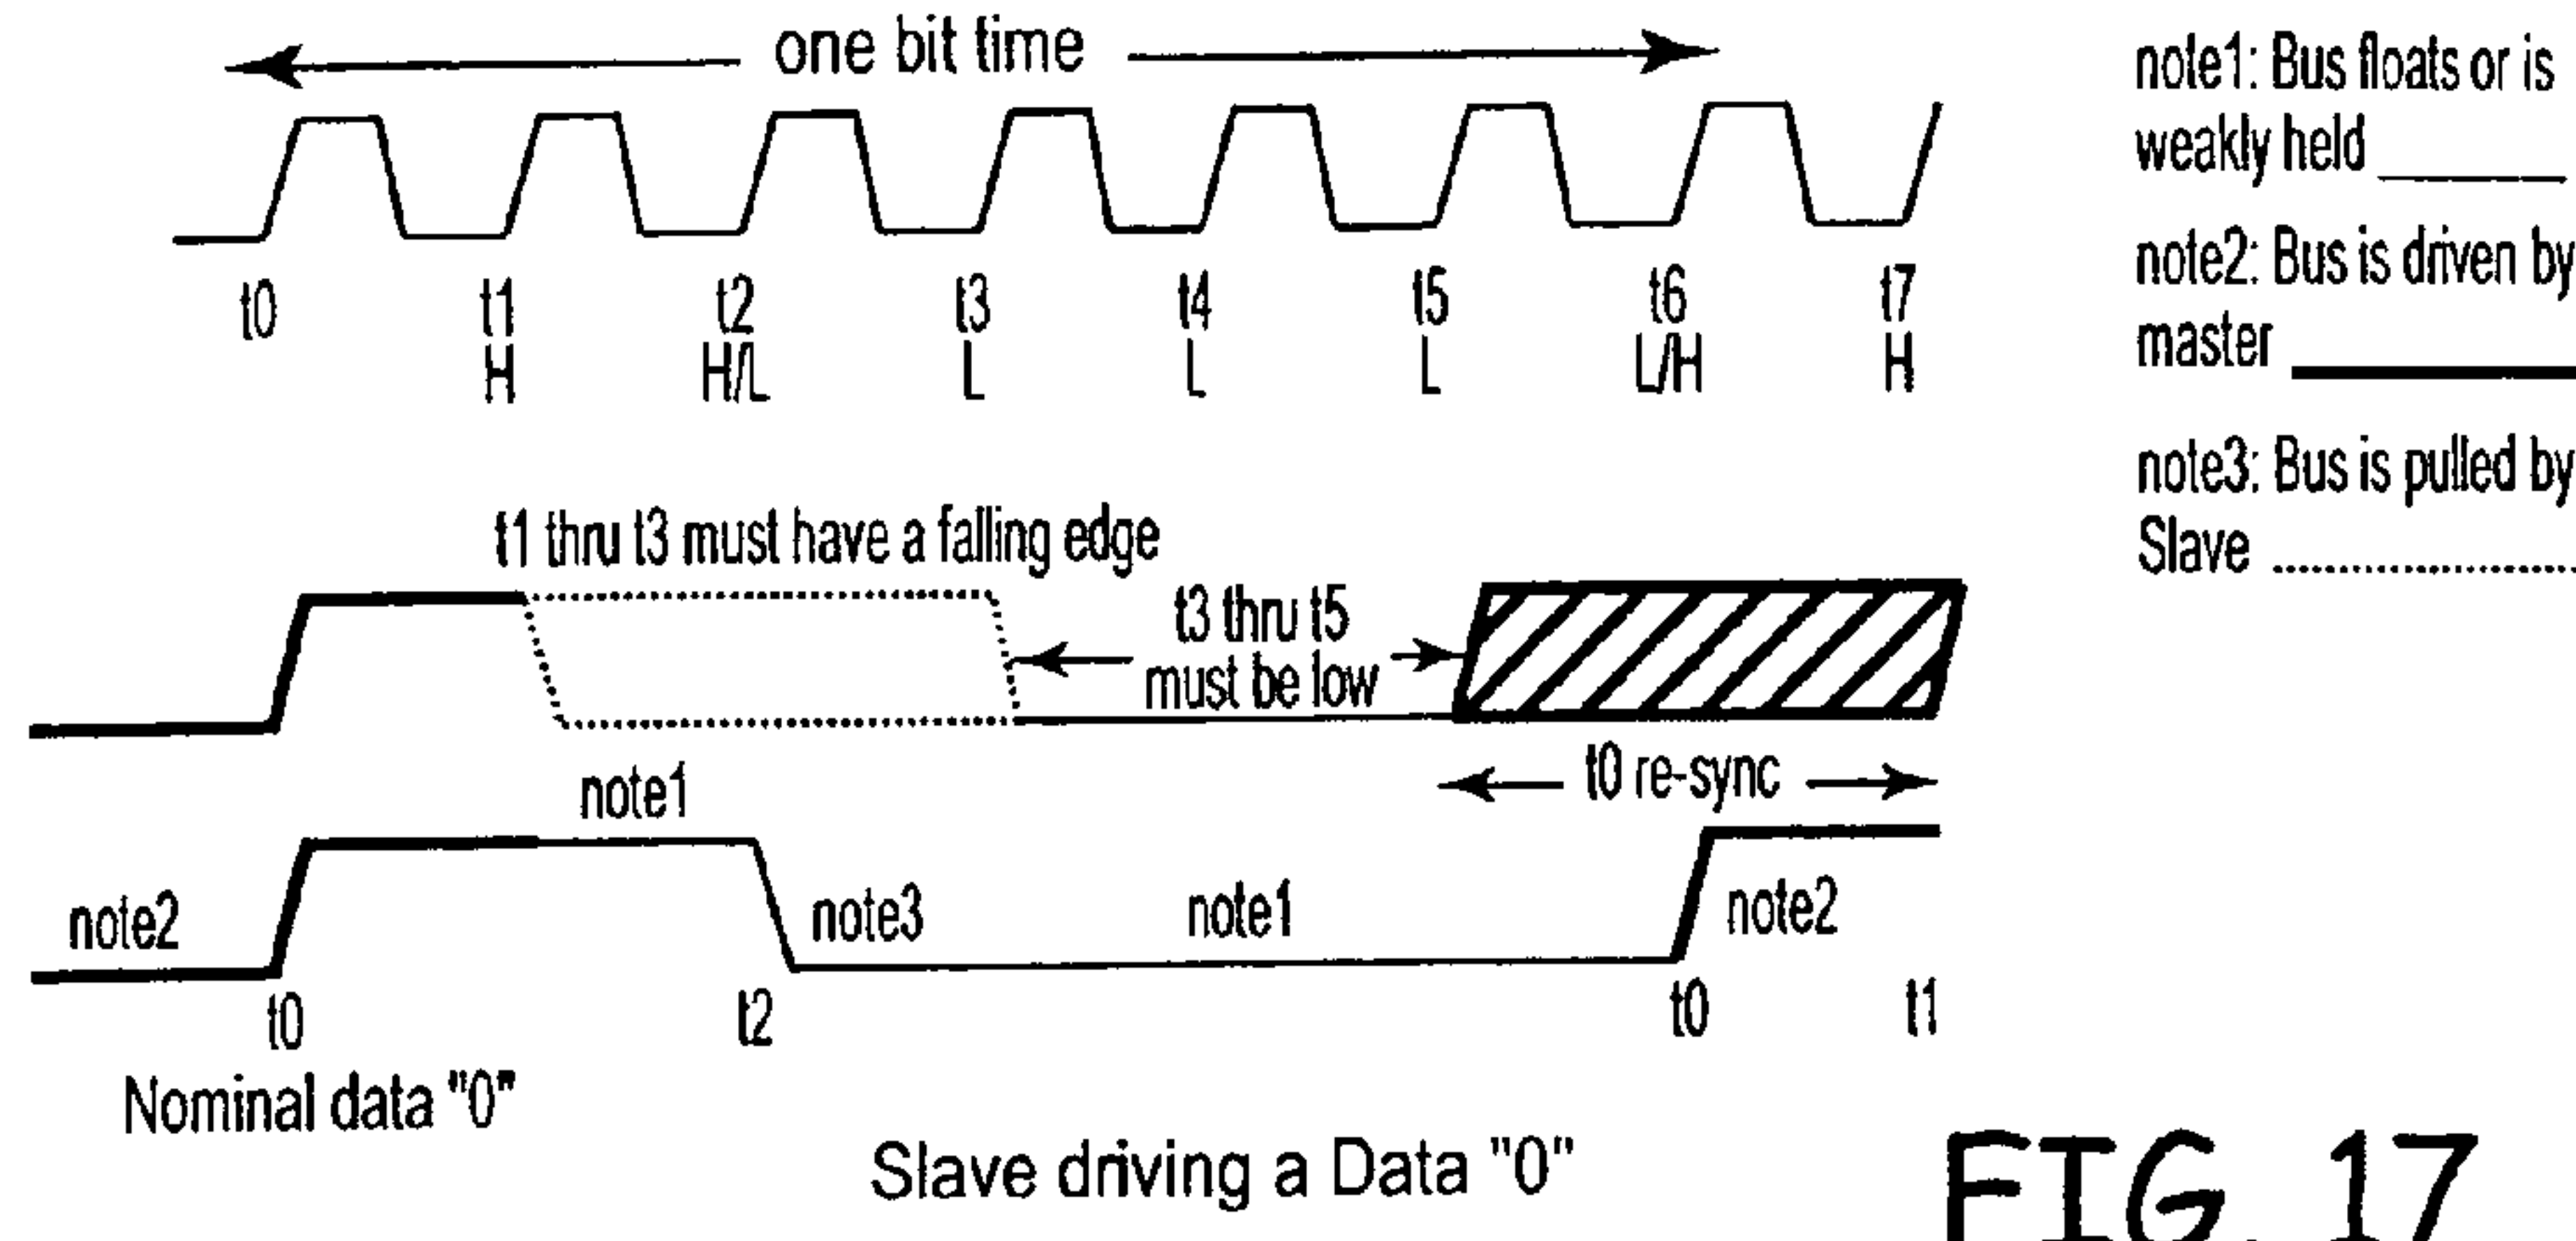 one bit time
t0 t1 t2 t3 t4 t5 t6 t7
H H/L L L L L/H H
note1: Bus floats or is
weakly held
note2: Bus is driven by
master
note3: Bus is pulled by
Slave
t1 thru t3 must have a falling edge
t3 thru t5
must be low
t0 re-sync
note1
note2 note3 note1 note2
t0 t2 t0 t1
Nominal data "0"
Slave driving a Data "0"
FIG. 17